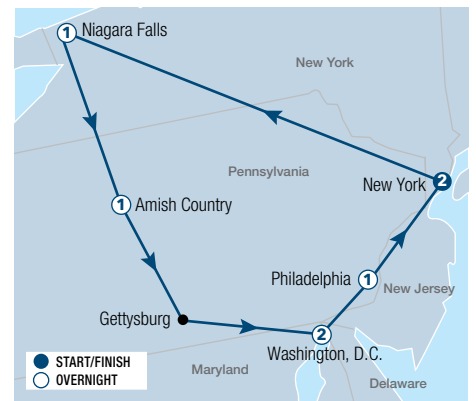 1 Niagara Falls
New York
Pennsylvania
New York 2
1 Amish Country
Philadelphia 1
New Jersey
Gettysburg
2
Washington, D.C.
Maryland
Delaware
START/FINISH
OVERNIGHT